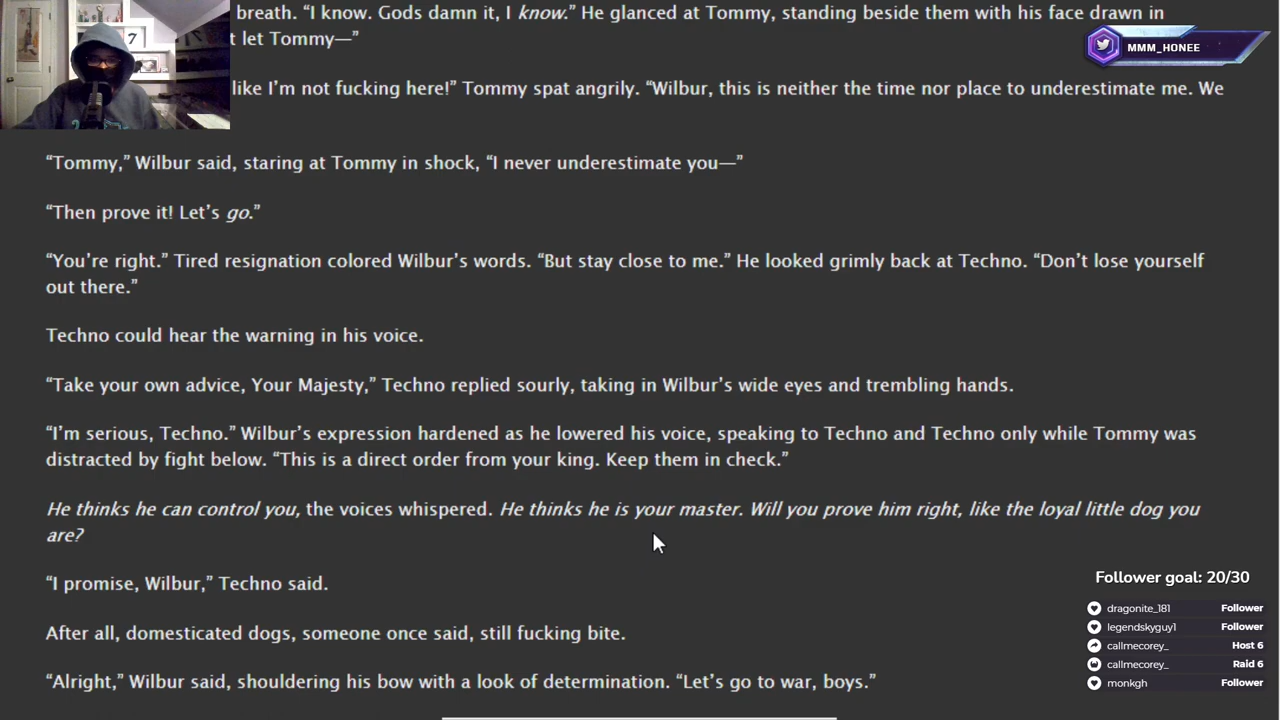 breath. “I know. Gods damn it, I know.” He glanced at Tommy, standing beside them with his face drawn in
t let Tommy—”
7
MMM_HONEE
like I’m not fucking here!” Tommy spat angrily. “Wilbur, this is neither the time nor place to underestimate me. We
“Tommy,” Wilbur said, staring at Tommy in shock, “I never underestimate you—”
“Then prove it! Let’s go.”
“You’re right.” Tired resignation colored Wilbur’s words. “But stay close to me.” He looked grimly back at Techno. “Don’t lose yourself
out there.”
Techno could hear the warning in his voice.
“Take your own advice, Your Majesty,” Techno replied sourly, taking in Wilbur’s wide eyes and trembling hands.
“I’m serious, Techno.” Wilbur’s expression hardened as he lowered his voice, speaking to Techno and Techno only while Tommy was
distracted by fight below. “This is a direct order from your king. Keep them in check.”
He thinks he can control you, the voices whispered. He thinks he is your master. Will you prove him right, like the loyal little dog you
are?
“I promise, Wilbur,” Techno said.
After all, domesticated dogs, someone once said, still fucking bite.
“Alright,” Wilbur said, shouldering his bow with a look of determination. “Let’s go to war, boys.”
Follower goal: 20/30
dragonite_181 Follower
legendskyguy1 Follower
callmecorey_ Host 6
callmecorey_ Raid 6
monkgh Follower